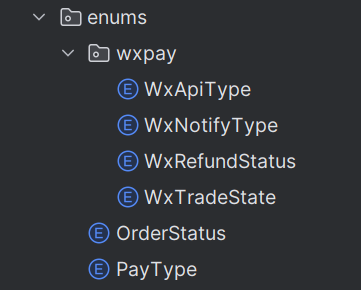 enums
wxpay
WxApiType
WxNotifyType
WxRefundStatus
WxTradeState
OrderStatus
PayType